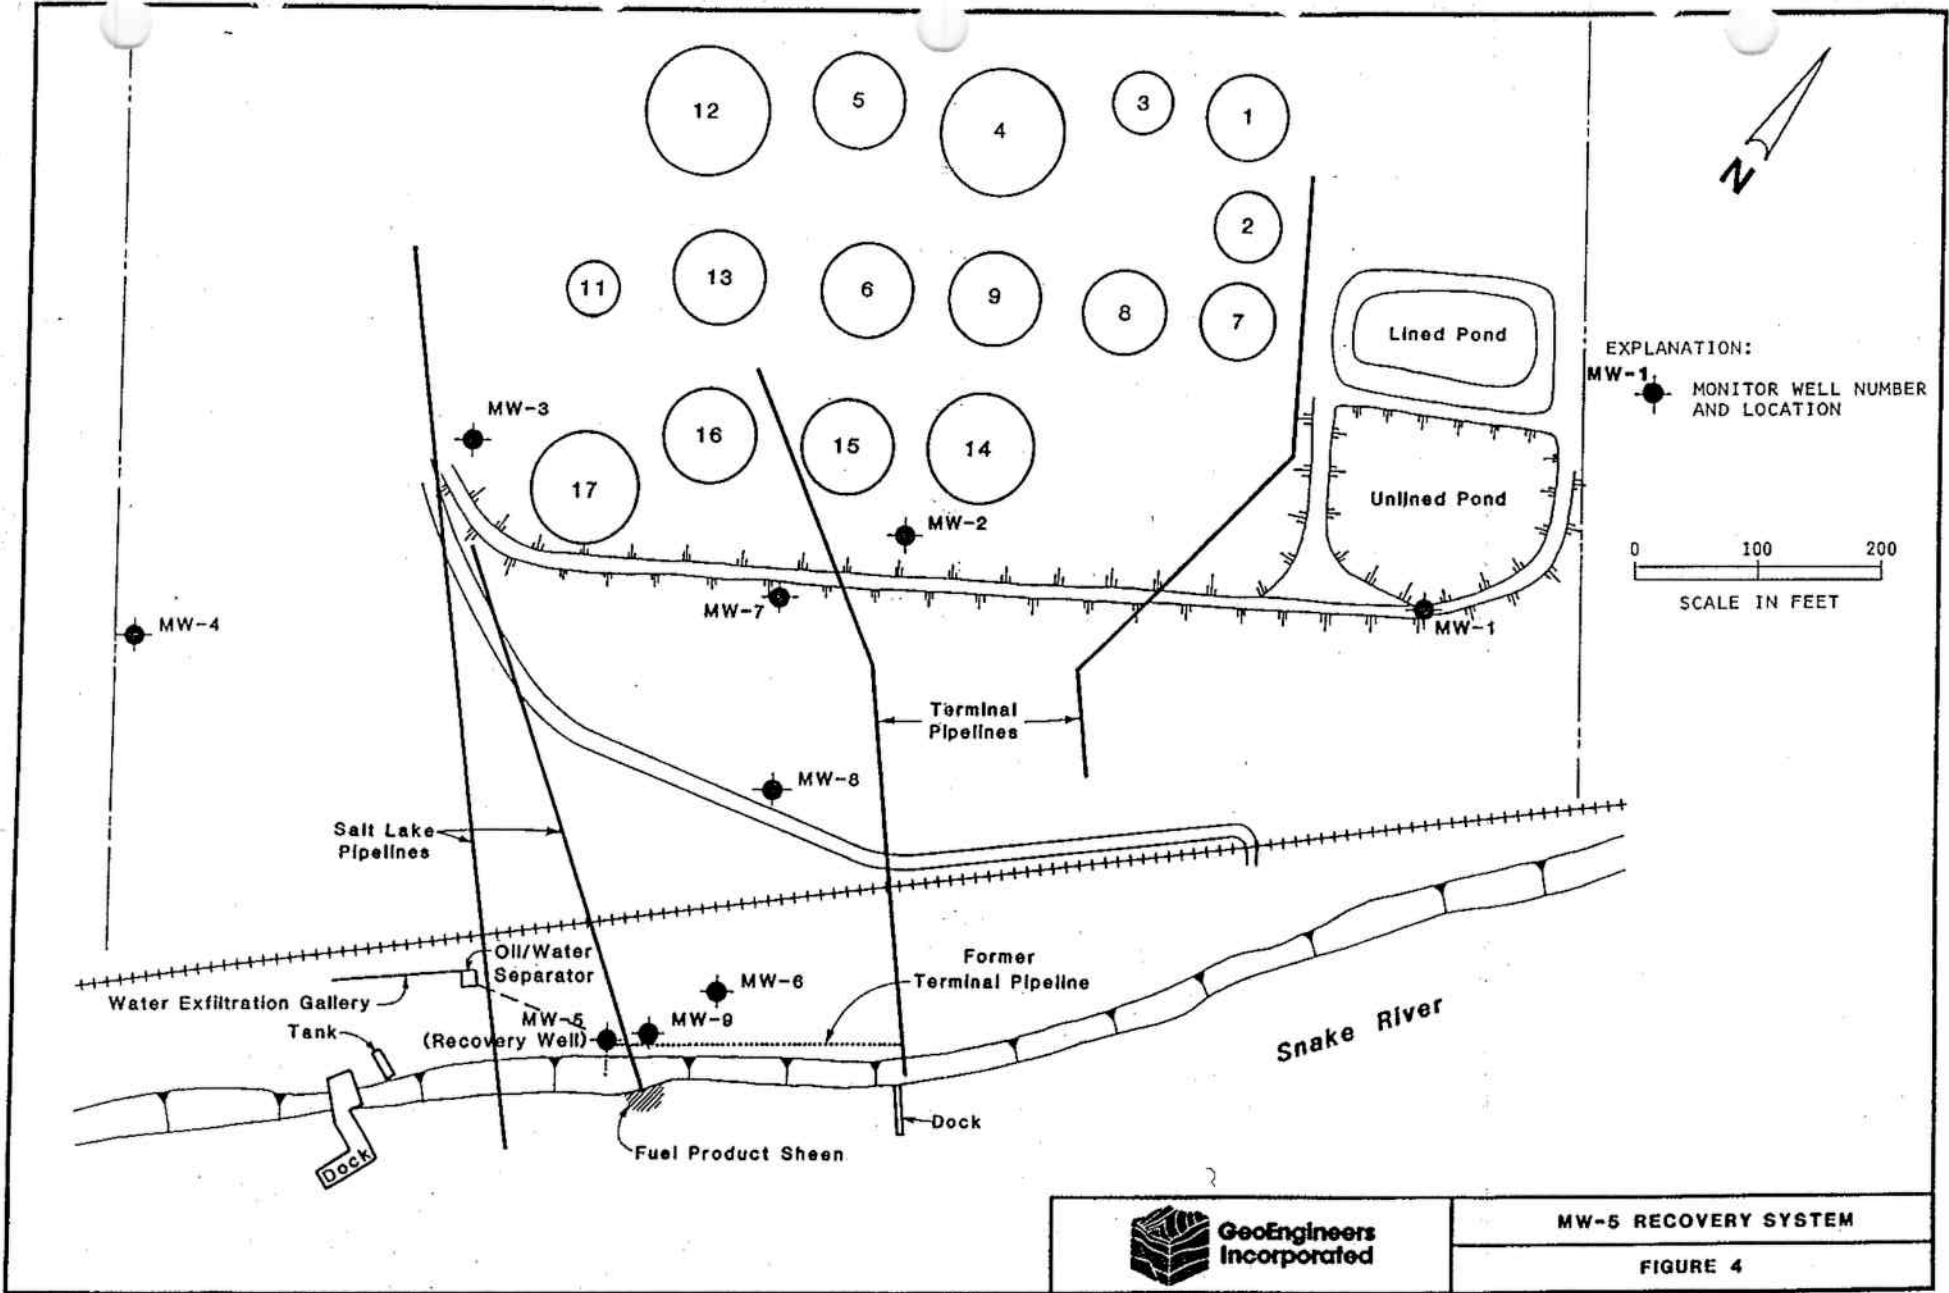 12
5
4
3
1
N
2
11
13
6
9
8
7
Lined Pond
EXPLANATION:
MW-1
MONITOR WELL NUMBER
AND LOCATION
MW-3
16
15
14
17
Unlined Pond
MW-2
0 100 200
SCALE IN FEET
MW-7
MW-4
MW-1
Terminal
Pipelines
MW-8
Salt Lake
Pipelines
Oil/Water
Separator
Former
Terminal Pipeline
MW-6
Water Exfiltration Gallery
MW-5
(Recovery Well)
MW-9
Tank
Snake River
Dock
Dock
Fuel Product Sheen
GeoEngineers
Incorporated
MW-5 RECOVERY SYSTEM
FIGURE 4